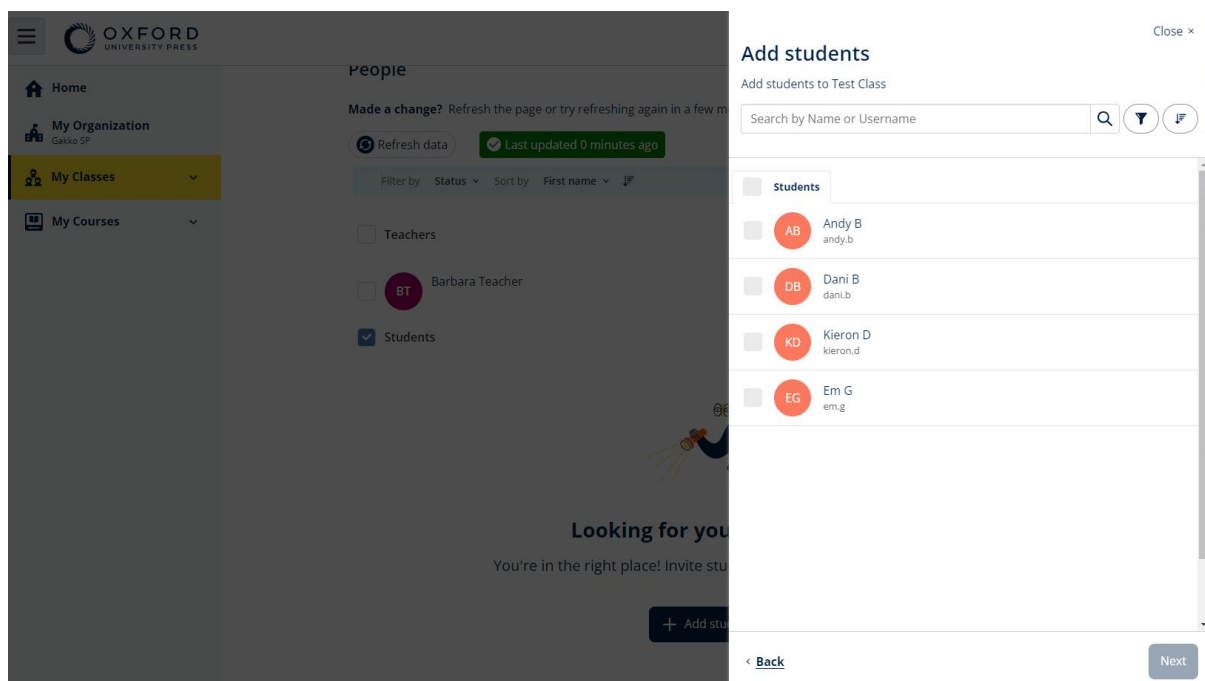 OXFORD
UNIVERSITY PRESS
Home
My Organization
Gakko SP
My Classes
My Courses
People
Made a change? Refresh the page or try refreshing again in a few
Refresh data
Last updated 0 minutes ago
Filter by Status Sort by First name
Teachers
BT Barbara Teacher
Students
Looking for you
You're in the right place! Invite
+ Add
Close ×
Add students
Add students to Test Class
Search by Name or Username
Students
AB Andy B
andy.b
DB Dani B
dani.b
KD Kieron D
kieron.d
EG Em G
em.g
< Back
Next